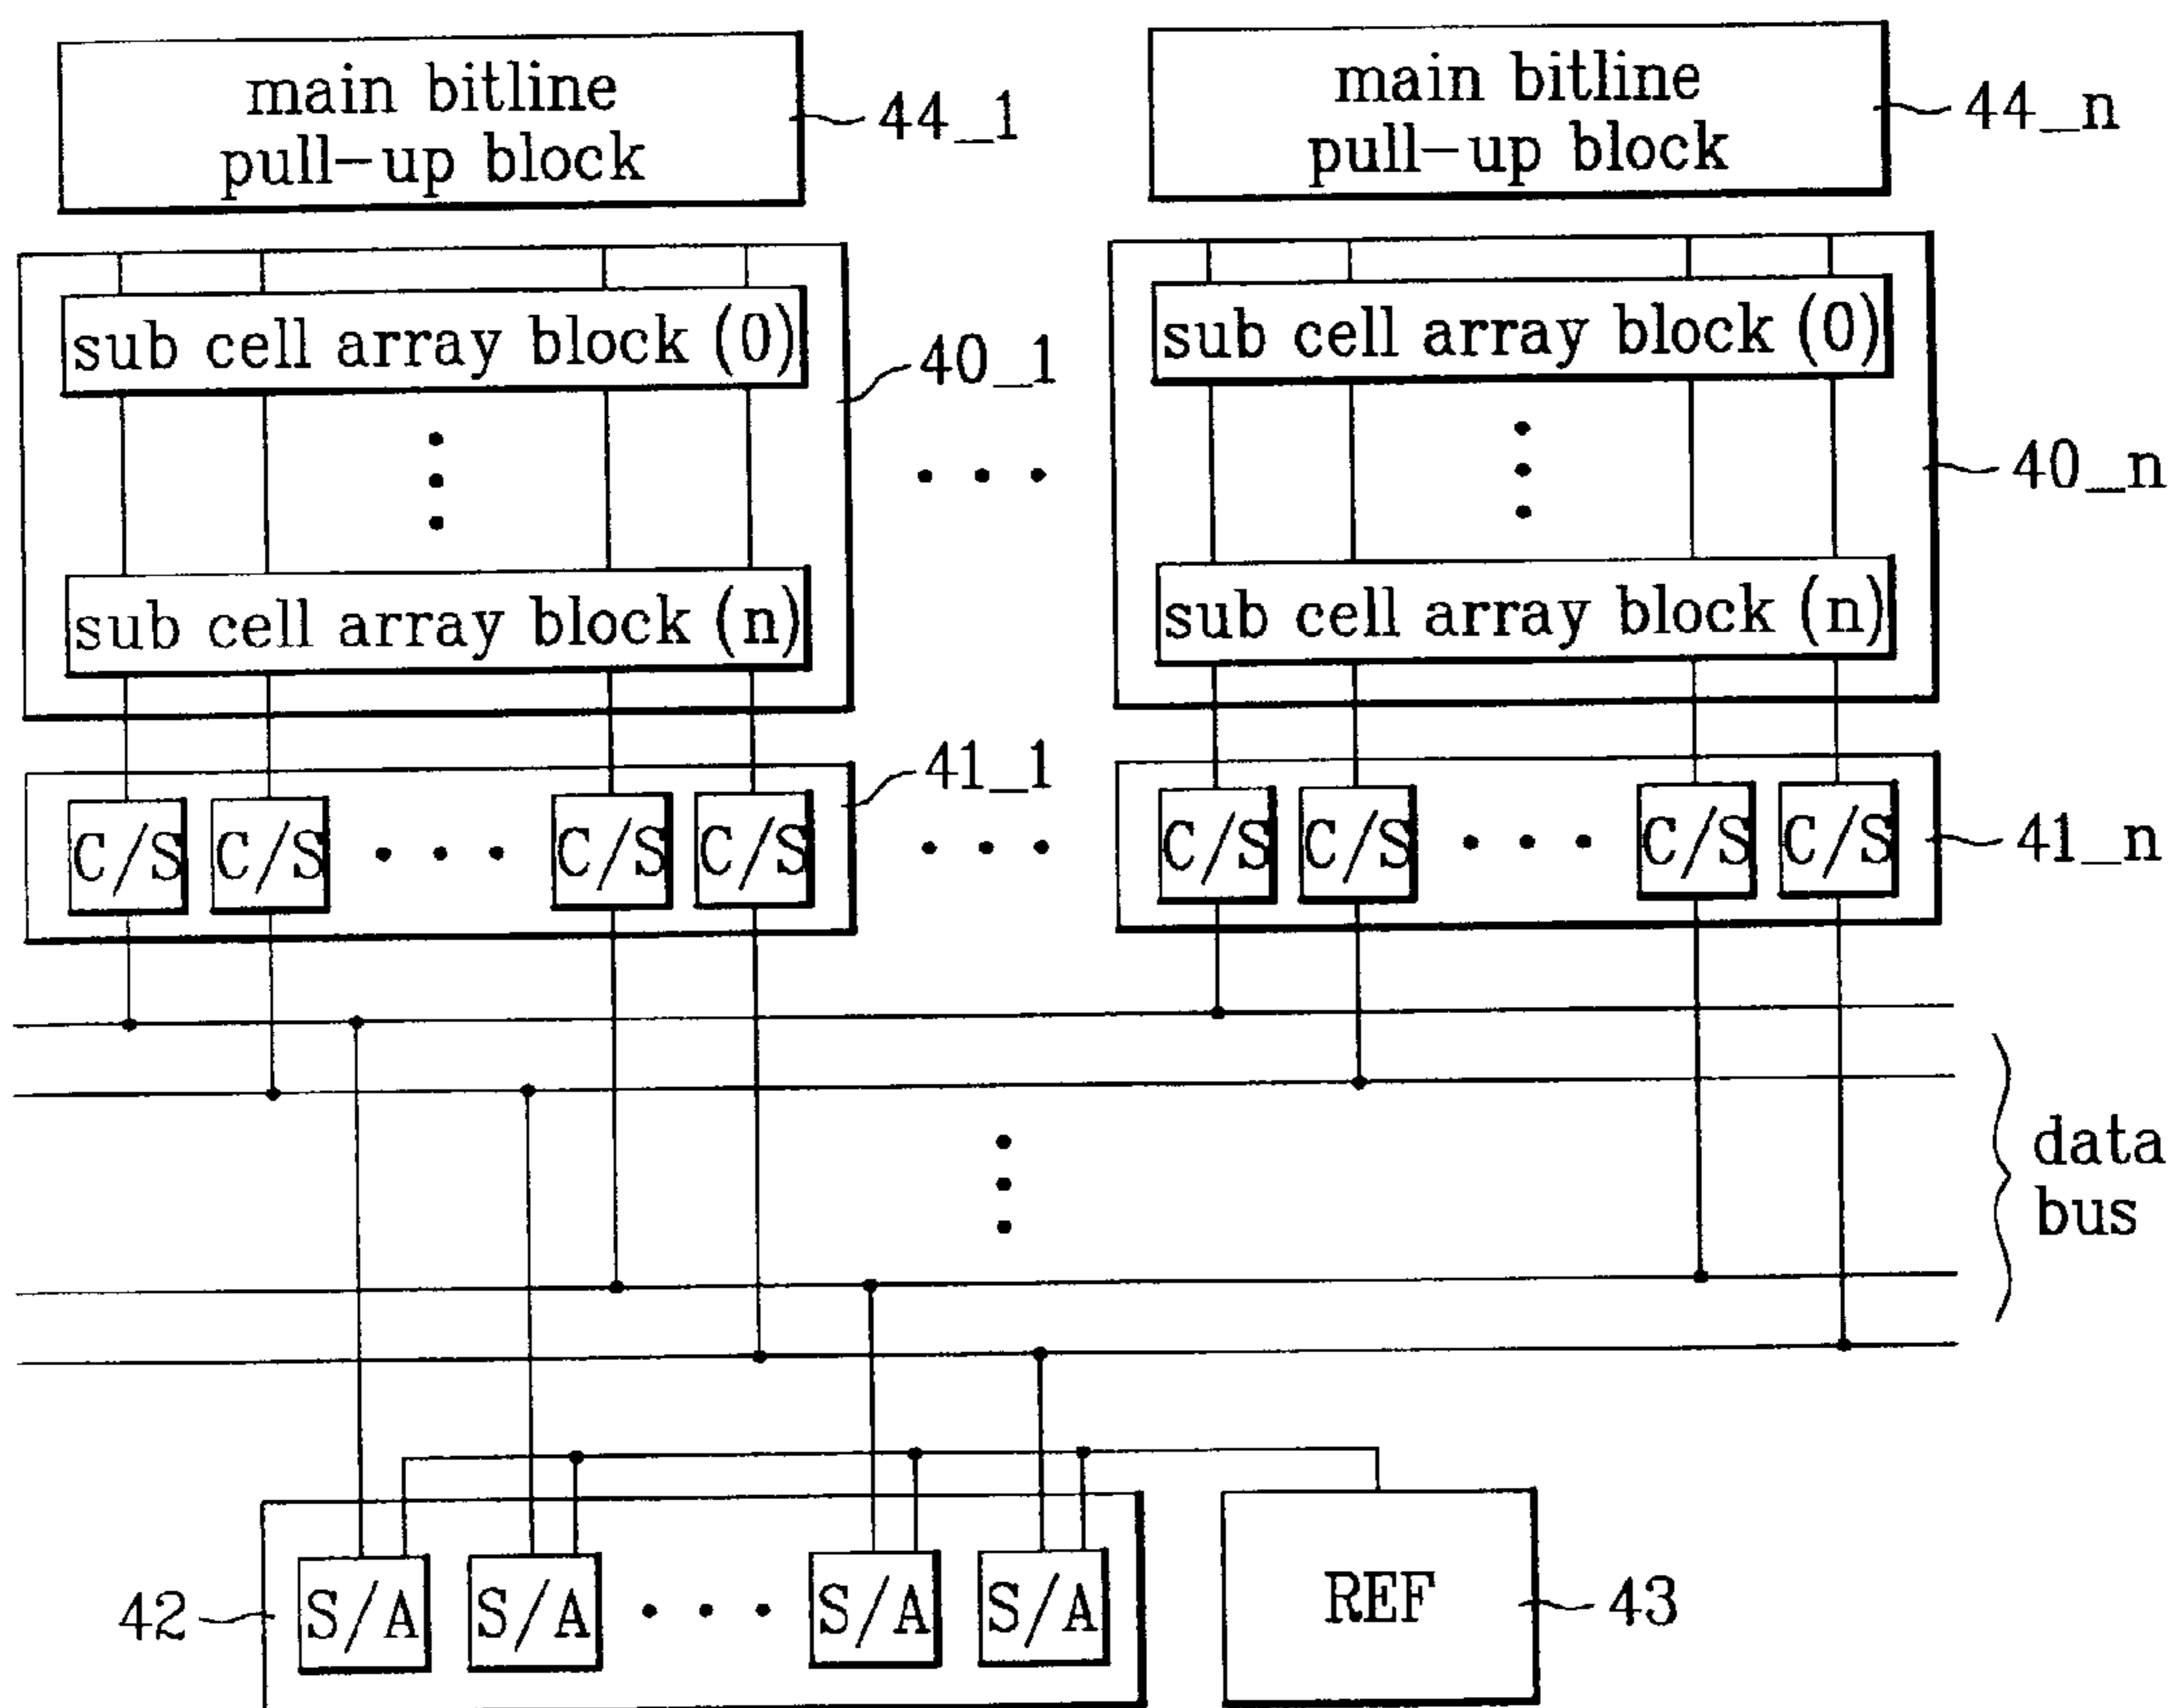 main bitline
pull-up block
44_1
main bitline
pull-up block
44_n
sub cell array block (0)
40_1
sub cell array block (0)
40_n
sub cell array block (n)
sub cell array block (n)
41_1
C/S C/S C/S C/S
C/S C/S C/S C/S
41_n
data
bus
42
S/A S/A S/A S/A
REF
43